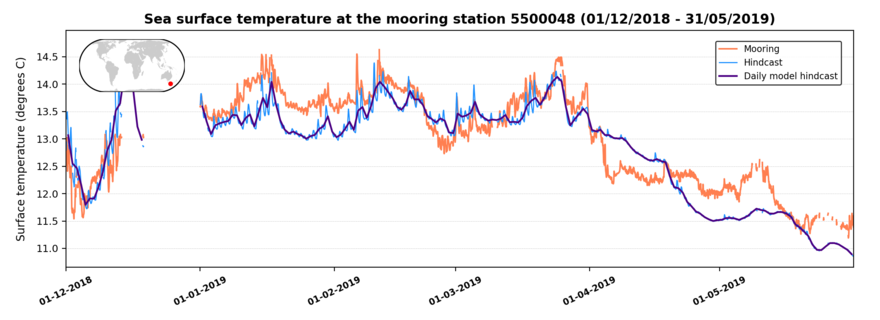 Sea surface temperature at the mooring station 5500048 (01/12/2018 - 31/05/2019)
Surface temperature (degrees C)
14.5
14.0
13.5
13.0
12.5
12.0
11.5
11.0
Mooring
Hindcast
Daily model hindcast
01-12-2018
01-01-2019
01-02-2019
01-03-2019
01-04-2019
01-05-2019